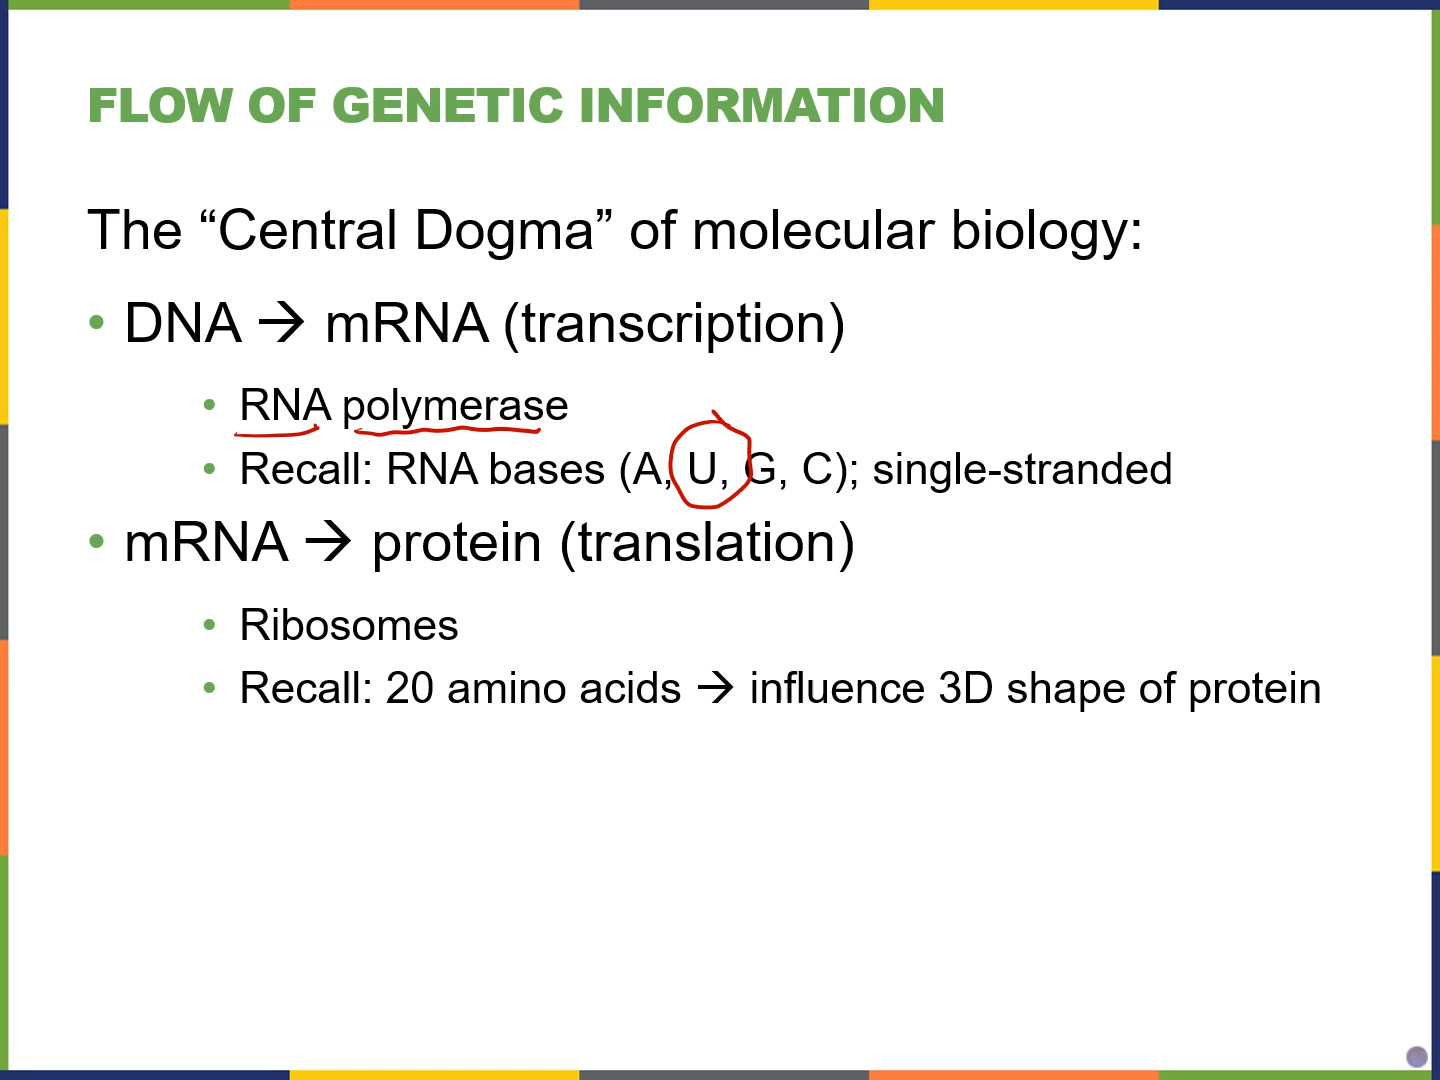 FLOW OF GENETIC INFORMATION
The “Central Dogma” of molecular biology:
• DNA → mRNA (transcription)
• RNA polymerase
• Recall: RNA bases (A, U, G, C); single-stranded
• mRNA → protein (translation)
• Ribosomes
• Recall: 20 amino acids → influence 3D shape of protein